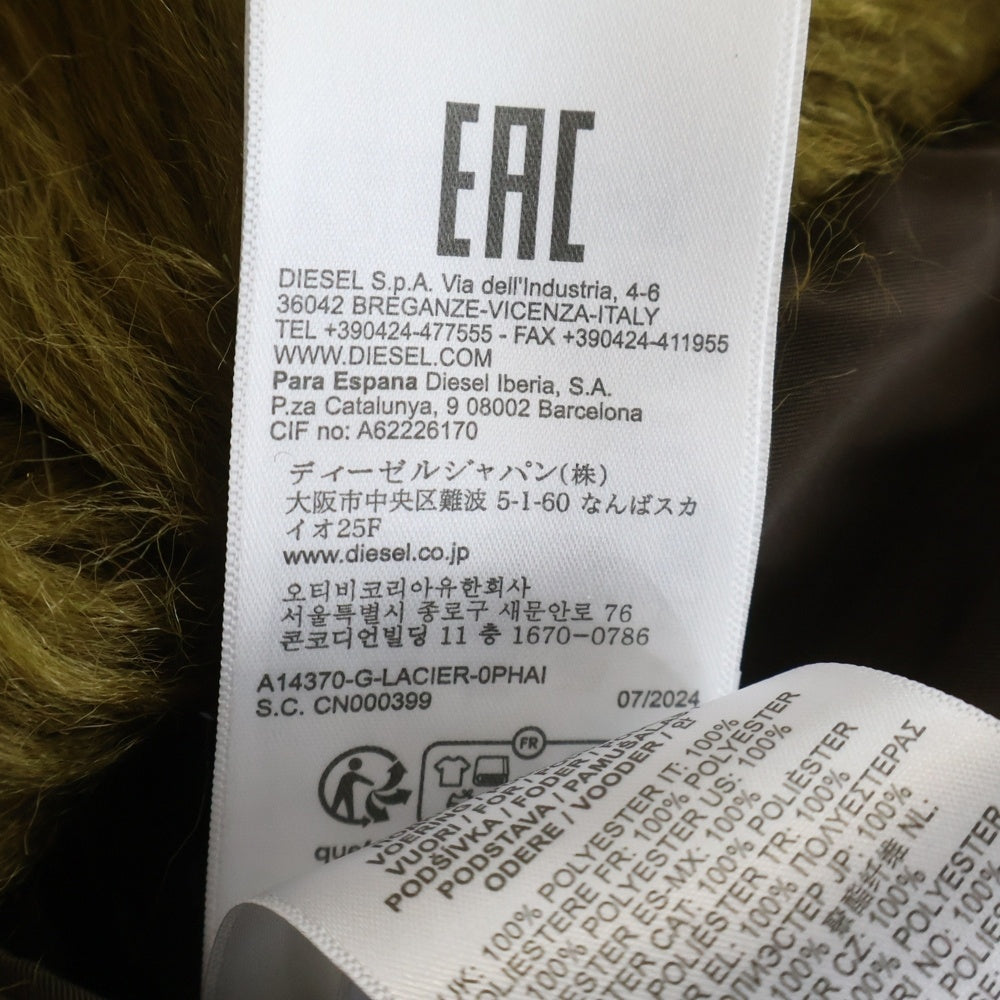 EAC
DIESEL S.p.A. Via dell'Industria, 4-6
36042 BREGANZE-VICENZA-ITALY
TEL +390424-477555 - FAX +390424-411955
WWW.DIESEL.COM
Para Espana Diesel Iberia, S.A.
P.za Catalunya, 9 08002 Barcelona
CIF no: A62226170
ディーゼルジャパン(株)
大阪市中央区難波 5-1-60 なんばスカ
イオ25F
www.diesel.co.jp
오티비코리아유한회사
서울특별시 종로구 새문안로 76
콘코디언빌딩 11 층 1670-0786
A14370-G-LACIER-0PHAI
S.C. CN000399 07/2024
FR
VOERING / FOR /
VUORI / FODER / PAMUSALAS
PODŠÍVKA / FODER /
PODSTAVA / VOODER /
ODERE /
UK: 100% POLYESTER IT: 100%
POLIESTERE FR: 100% POLYESTER
100% POLYESTER US: 100%
POLYESTER ES-MX: 100% POLIÉSTER
CAT: 100% POLIÈSTER
POLYESTER TR: 100%
EL: 100% ΠΟΛΥΕΣΤΕΡΑΣ
JP: 100%
100% 聚酯纤维 NL:
CZ: 100%
POLYESTER
NO: 100%